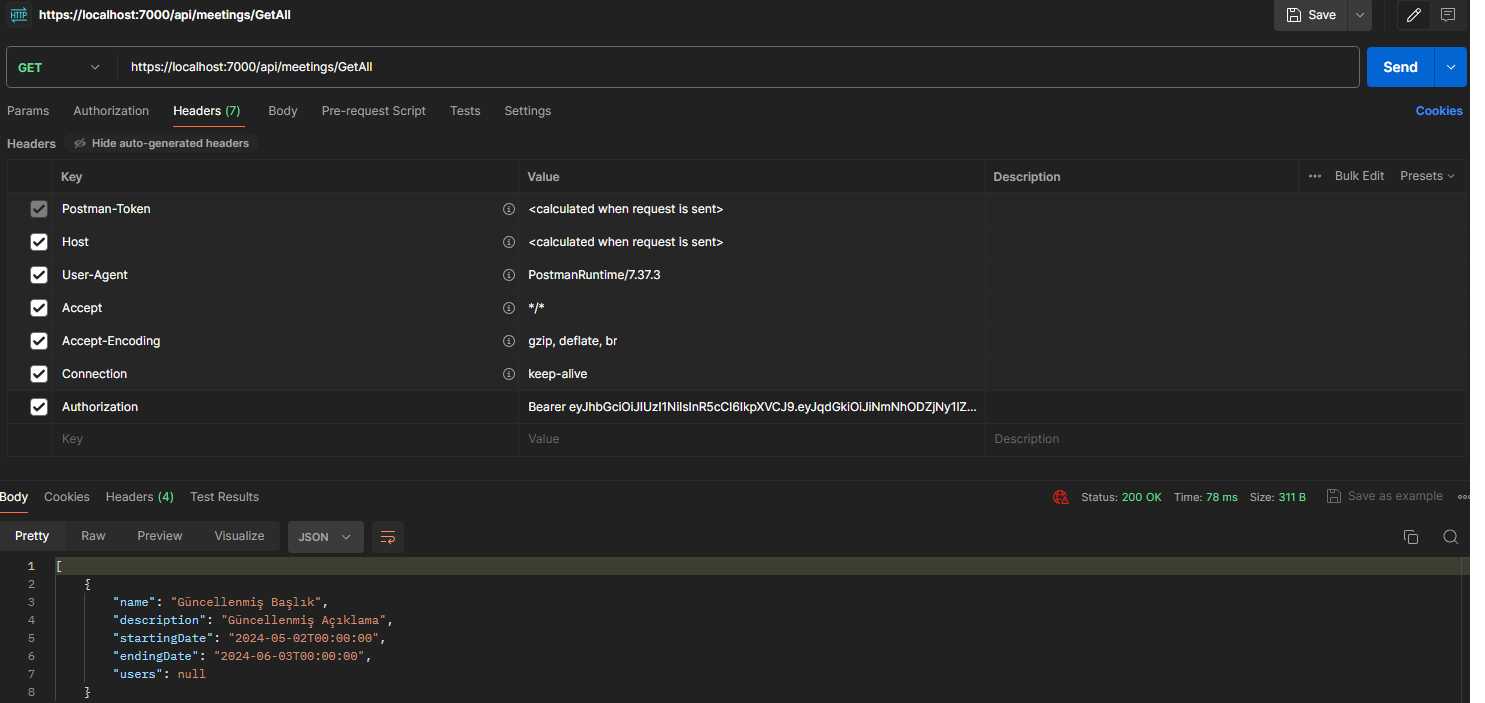 HTTP https://localhost:7000/api/meetings/GetAll Save
GET https://localhost:7000/api/meetings/GetAll Send
Params Authorization Headers (7) Body Pre-request Script Tests Settings Cookies
Headers Hide auto-generated headers
Key Value Description ••• Bulk Edit Presets
Postman-Token <calculated when request is sent>
Host <calculated when request is sent>
User-Agent PostmanRuntime/7.37.3
Accept */*
Accept-Encoding gzip, deflate, br
Connection keep-alive
Authorization Bearer eyJhbGciOiJIUzI1NiIsInR5cCI6IkpXVCJ9.eyJqdGkiOiJiNmNhODZjNy1lZ...
Key Value Description
Body Cookies Headers (4) Test Results Status: 200 OK Time: 78 ms Size: 311 B Save as example
Pretty Raw Preview Visualize JSON
1 [
2 {
3 "name": "Güncellenmiş Başlık",
4 "description": "Güncellenmiş Açıklama",
5 "startingDate": "2024-05-02T00:00:00",
6 "endingDate": "2024-06-03T00:00:00",
7 "users": null
8 }